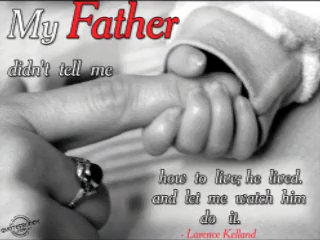 My Father
didn't tell me
how to live; he lived.
and let me watch him
do it.
- Larence Kelland